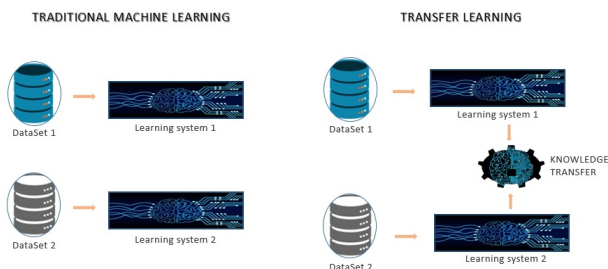 TRADITIONAL MACHINE LEARNING
DataSet 1
Learning system 1
DataSet 2
Learning system 2
TRANSFER LEARNING
DataSet 1
Learning system 1
KNOWLEDGE
TRANSFER
DataSet 2
Learning system 2